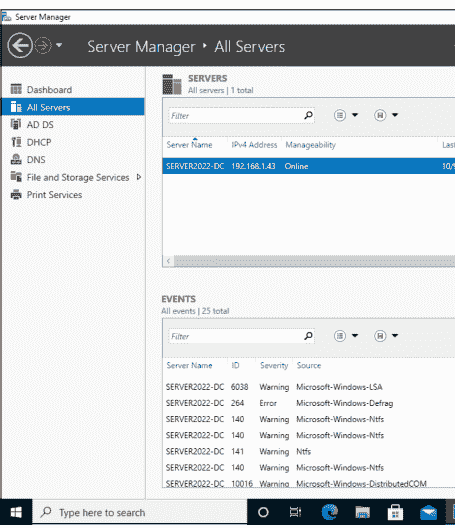 Server Manager
Server Manager • All Servers
Dashboard
All Servers
AD DS
DHCP
DNS
File and Storage Services
Print Services
SERVERS
All servers | 1 total
Filter
Server Name IPv4 Address Manageability Last
SERVER2022-DC 192.168.1.43 Online 10/
EVENTS
All events | 25 total
Filter
Server Name ID Severity Source
SERVER2022-DC 6038 Warning Microsoft-Windows-LSA
SERVER2022-DC 264 Error Microsoft-Windows-Defrag
SERVER2022-DC 140 Warning Microsoft-Windows-Ntfs
SERVER2022-DC 140 Warning Microsoft-Windows-Ntfs
SERVER2022-DC 141 Warning Ntfs
SERVER2022-DC 140 Warning Microsoft-Windows-Ntfs
SERVER2022-DC 10016 Warning Microsoft-Windows-DistributedCOM
Type here to search